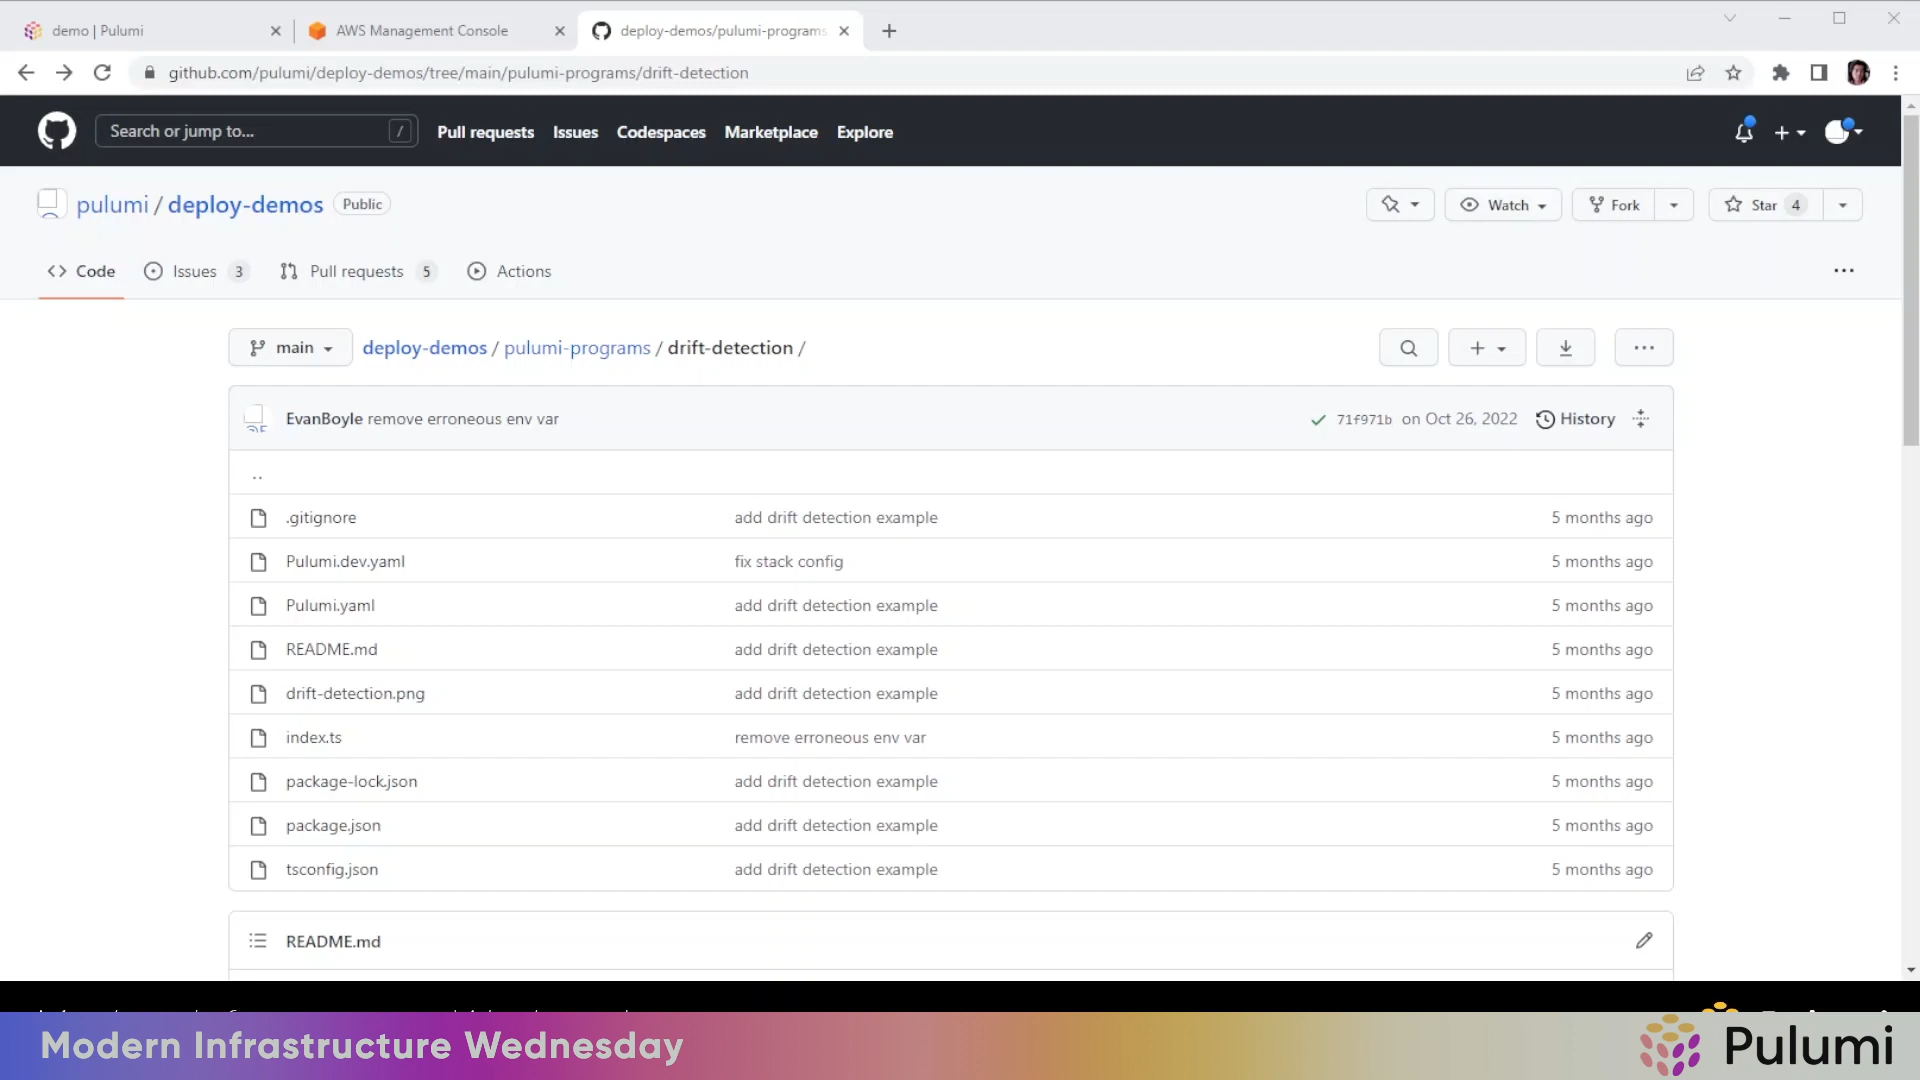 demo | Pulumi
AWS Management Console
deploy-demos/pulumi-programs
github.com/pulumi/deploy-demos/tree/main/pulumi-programs/drift-detection
Search or jump to... /
Pull requests Issues Codespaces Marketplace Explore
pulumi / deploy-demos Public
Watch Fork Star 4
Code Issues 3 Pull requests 5 Actions
main deploy-demos / pulumi-programs / drift-detection /
EvanBoyle remove erroneous env var 71f971b on Oct 26, 2022 History
..
.gitignore add drift detection example 5 months ago
Pulumi.dev.yaml fix stack config 5 months ago
Pulumi.yaml add drift detection example 5 months ago
README.md add drift detection example 5 months ago
drift-detection.png add drift detection example 5 months ago
index.ts remove erroneous env var 5 months ago
package-lock.json add drift detection example 5 months ago
package.json add drift detection example 5 months ago
tsconfig.json add drift detection example 5 months ago
README.md
Modern Infrastructure Wednesday
Pulumi